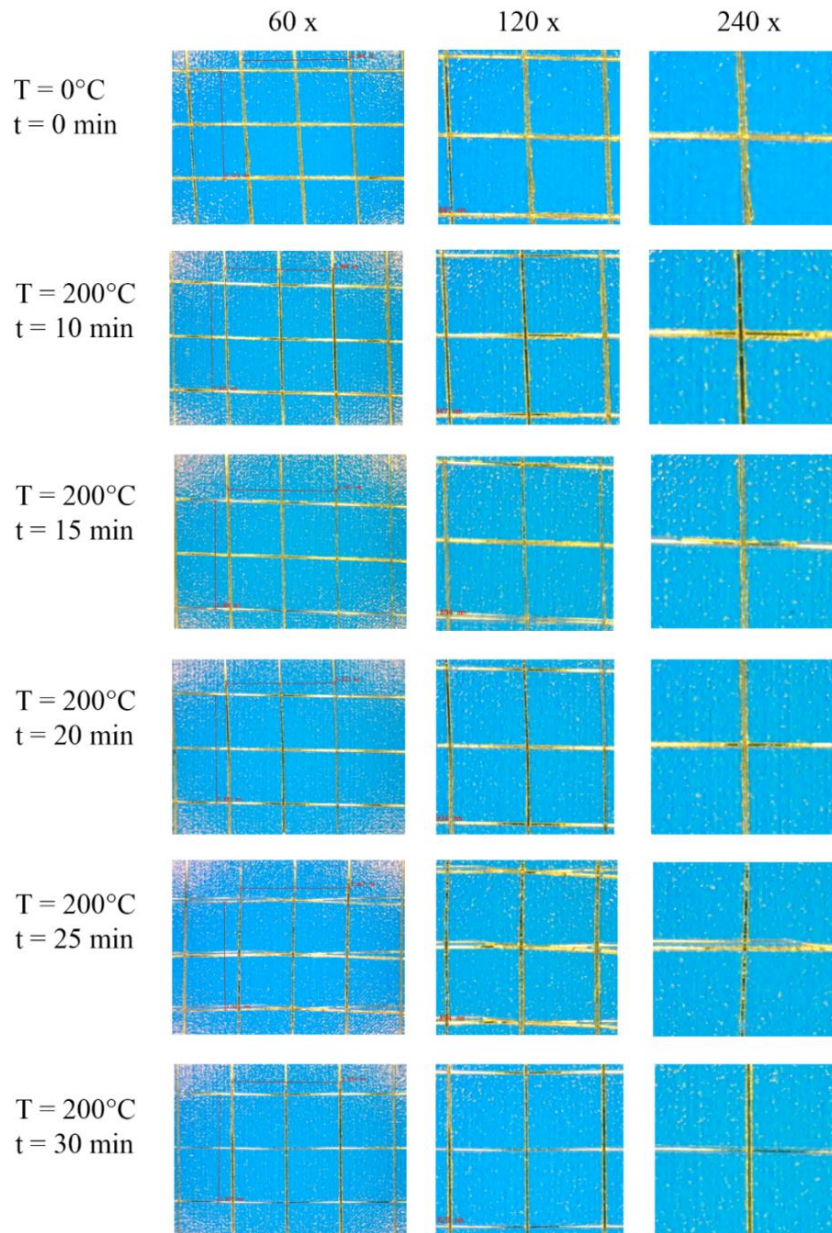 60 x
120 x
240 x
T = 0°C
t = 0 min
T = 200°C
t = 10 min
T = 200°C
t = 15 min
T = 200°C
t = 20 min
T = 200°C
t = 25 min
T = 200°C
t = 30 min